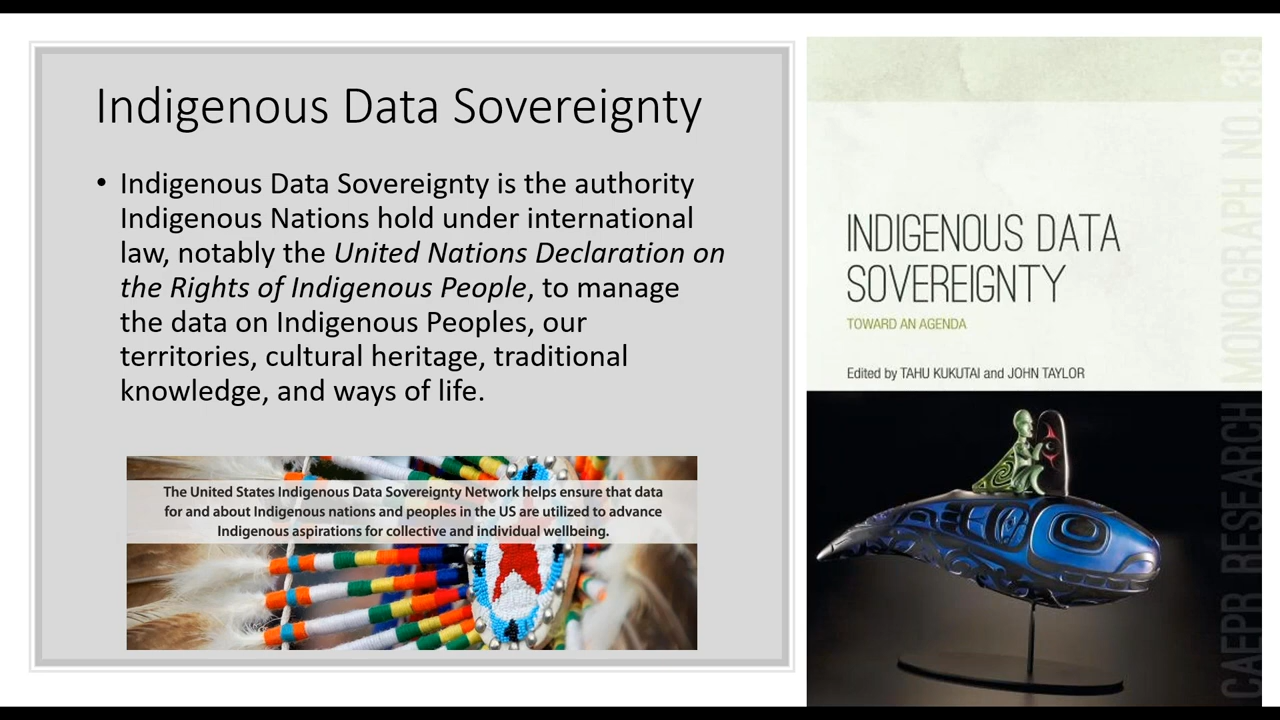 Indigenous Data Sovereignty
• Indigenous Data Sovereignty is the authority
Indigenous Nations hold under international
law, notably the United Nations Declaration on
the Rights of Indigenous People, to manage
the data on Indigenous Peoples, our
territories, cultural heritage, traditional
knowledge, and ways of life.
The United States Indigenous Data Sovereignty Network helps ensure that data
for and about Indigenous nations and peoples in the US are utilized to advance
Indigenous aspirations for collective and individual wellbeing.
INDIGENOUS DATA
SOVEREIGNTY
TOWARD AN AGENDA
Edited by TAHU KUKUTAI and JOHN TAYLOR
CAEPR RESEARCH MONOGRAPH NO. 38